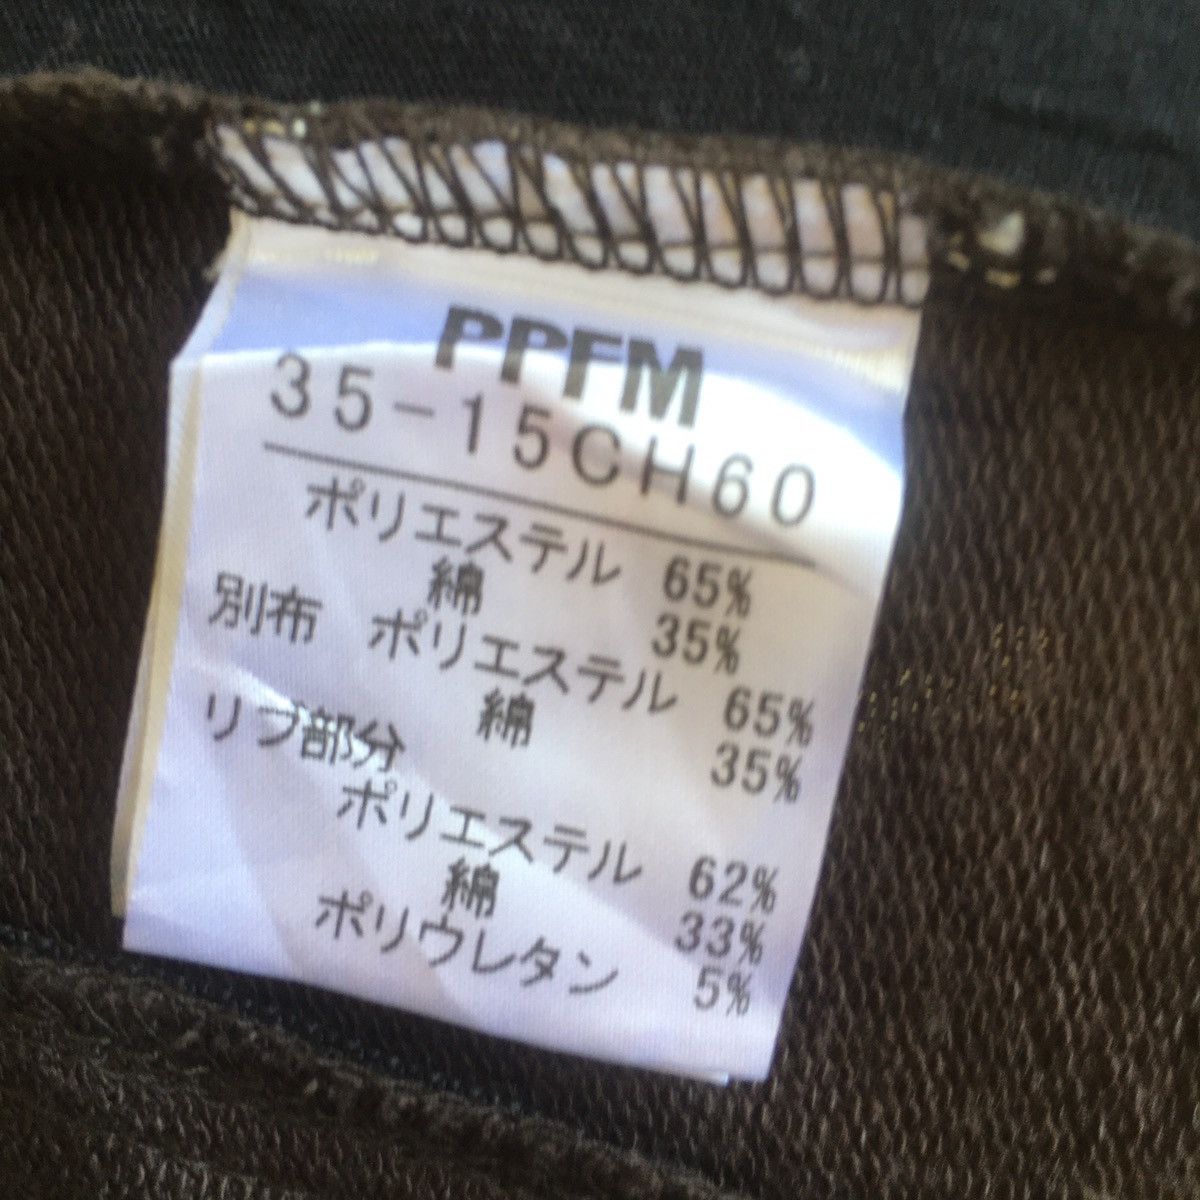 PPFM
35-15CH60
ポリエステル 65%
綿 35%
別布 ポリエステル 65%
綿 35%
リブ部分
ポリエステル 62%
綿 33%
ポリウレタン 5%